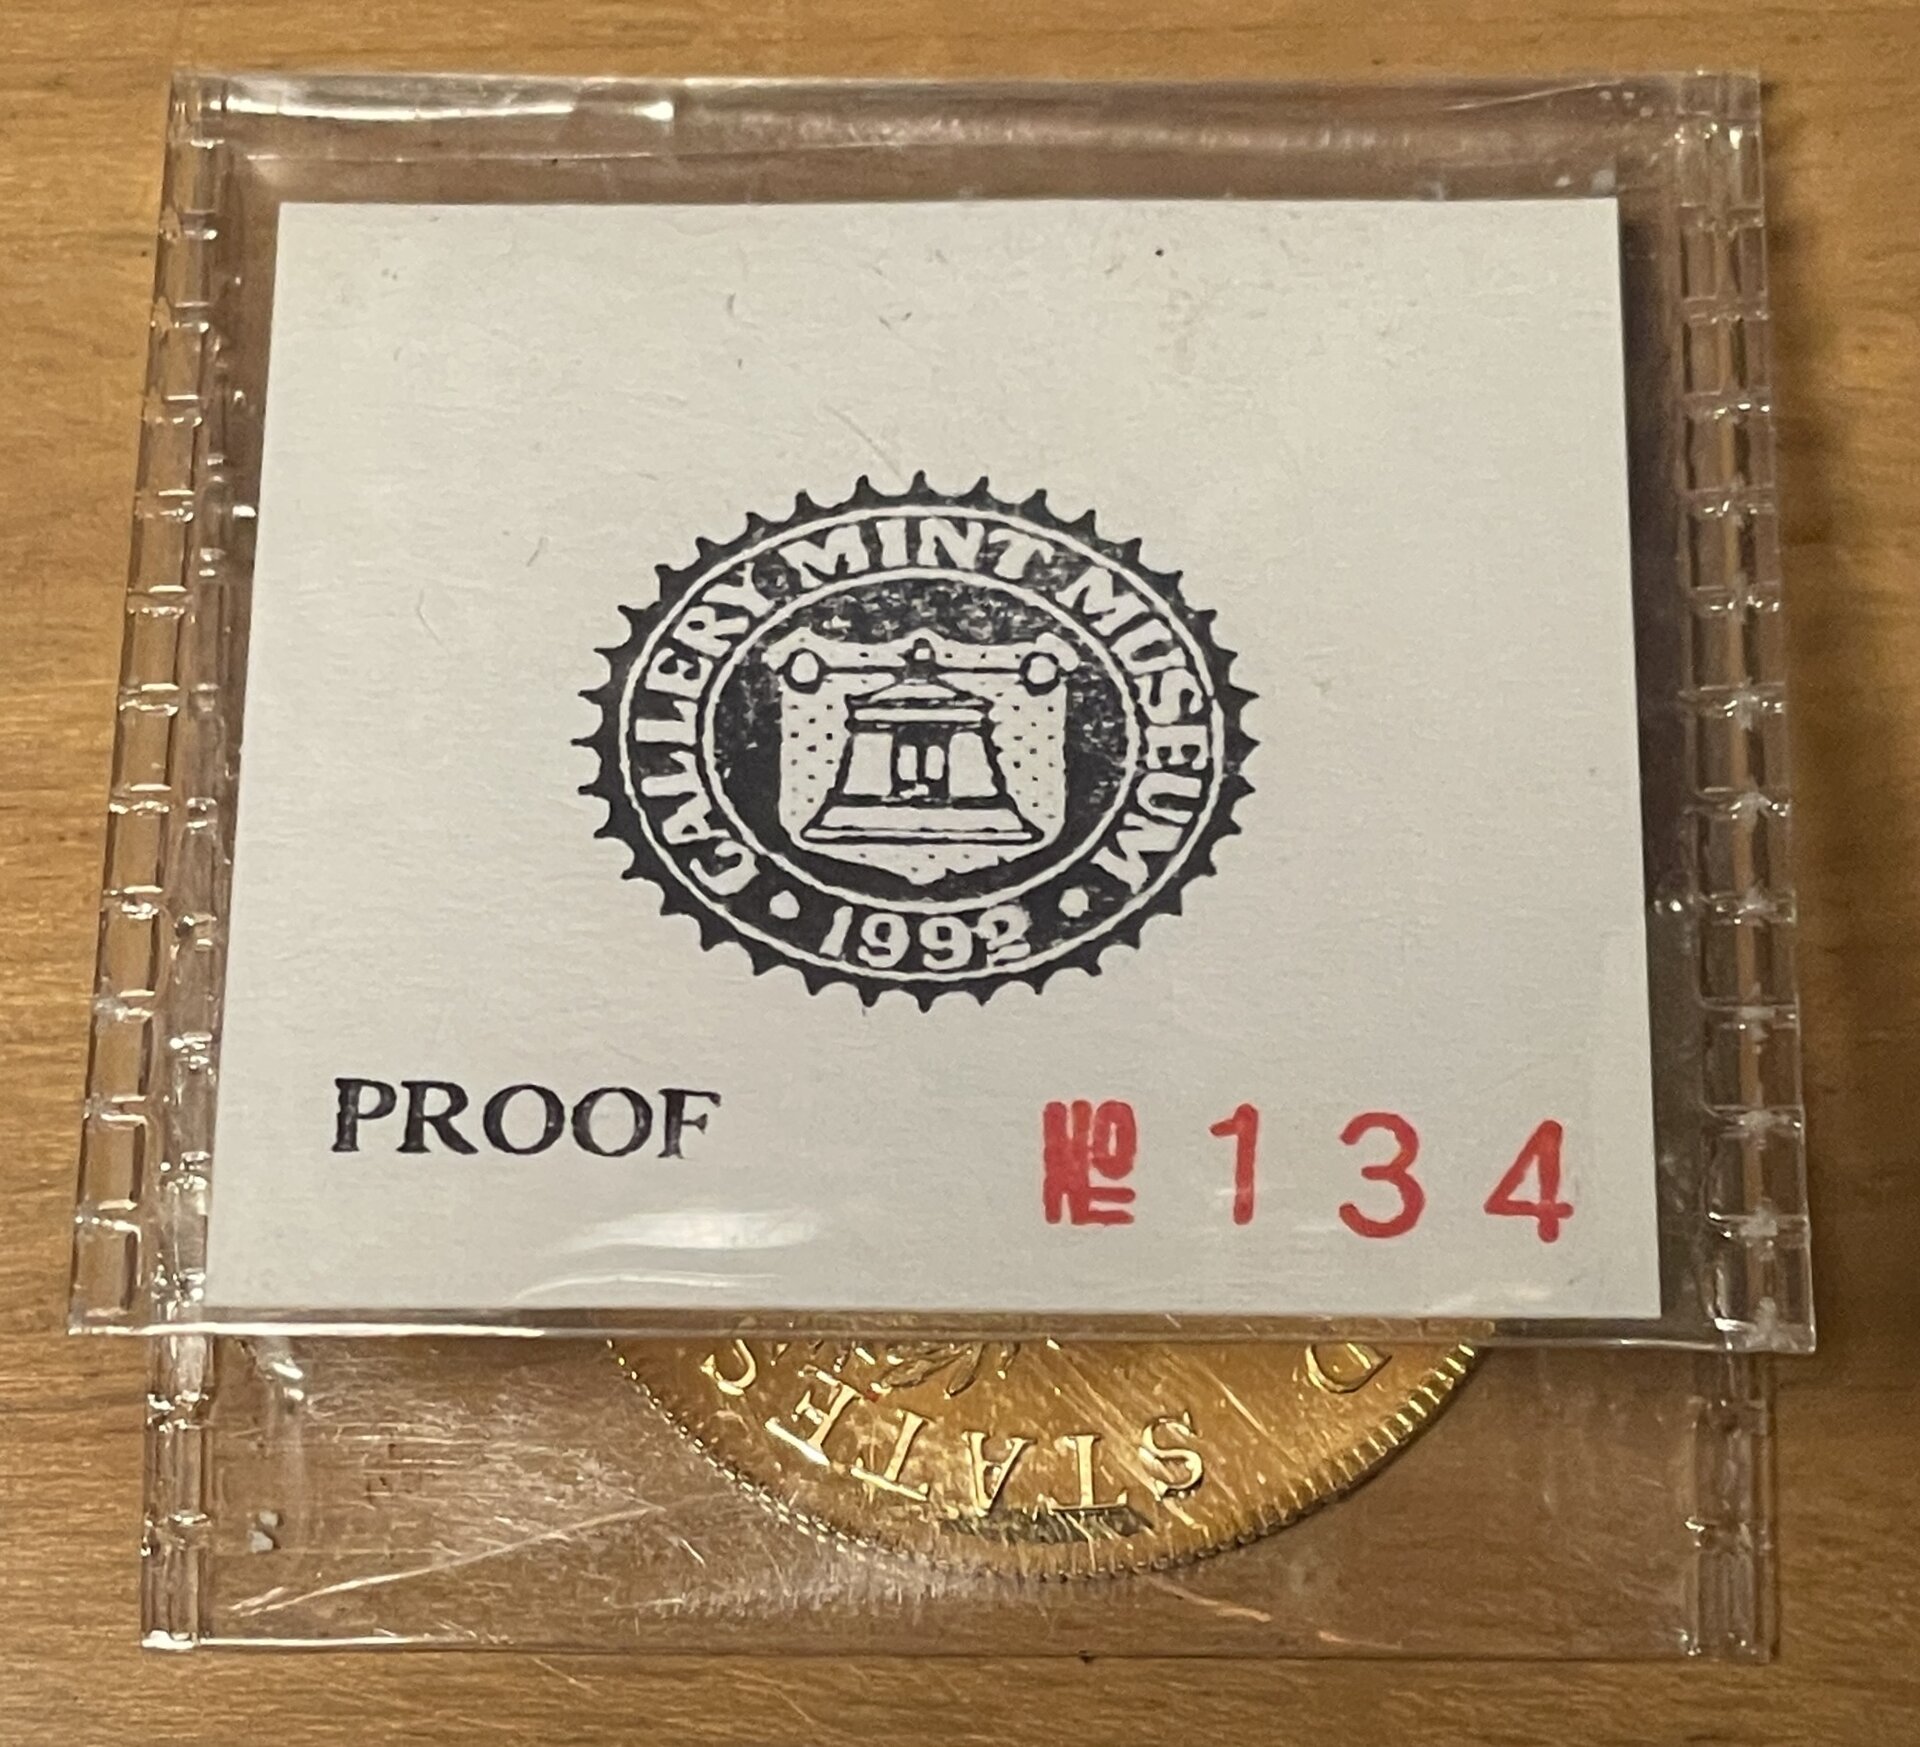 GALLERY MINT MUSEUM
• 1992 •
PROOF
№ 134
STATES
D